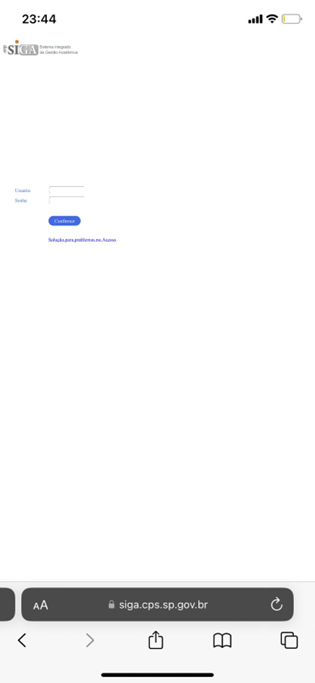 23:44
SIGA Sistema Integrado
de Gestão Acadêmica
Usuário
Senha
Confirmar
Solução para problemas no Acesso
AA siga.cps.sp.gov.br